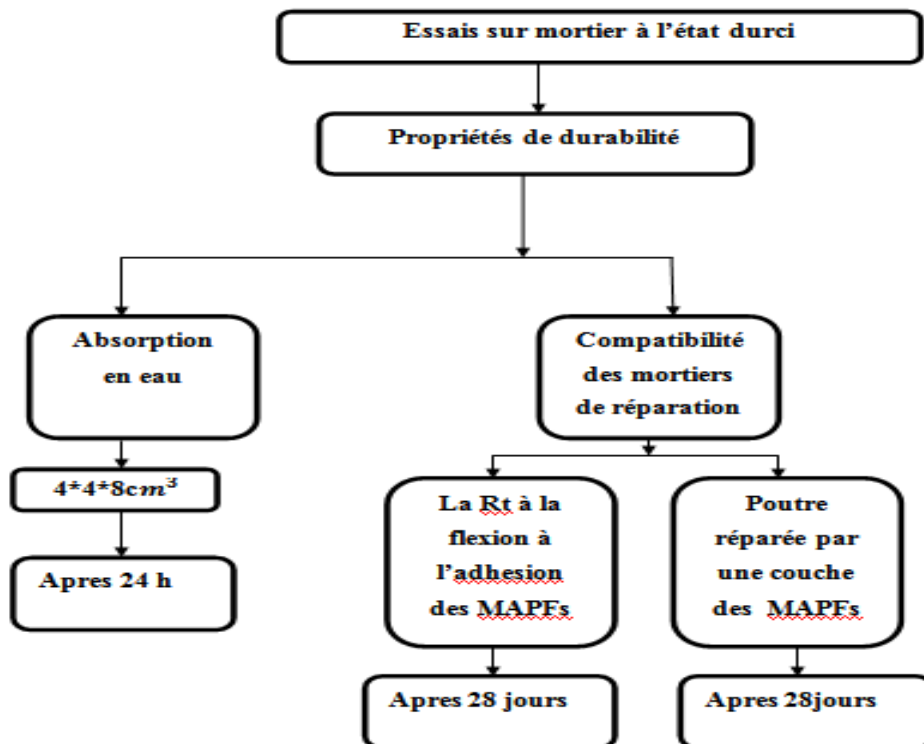 Essais sur mortier à l'état durci
Propriétés de durabilité
Absorption
en eau
4*4*8cm³
Apres 24 h
Compatibilité
des mortiers
de réparation
La Rt à la
flexion à
l'adhesion
des MAPFs
Apres 28 jours
Poutre
réparée par
une couche
des MAPFs
Apres 28jours